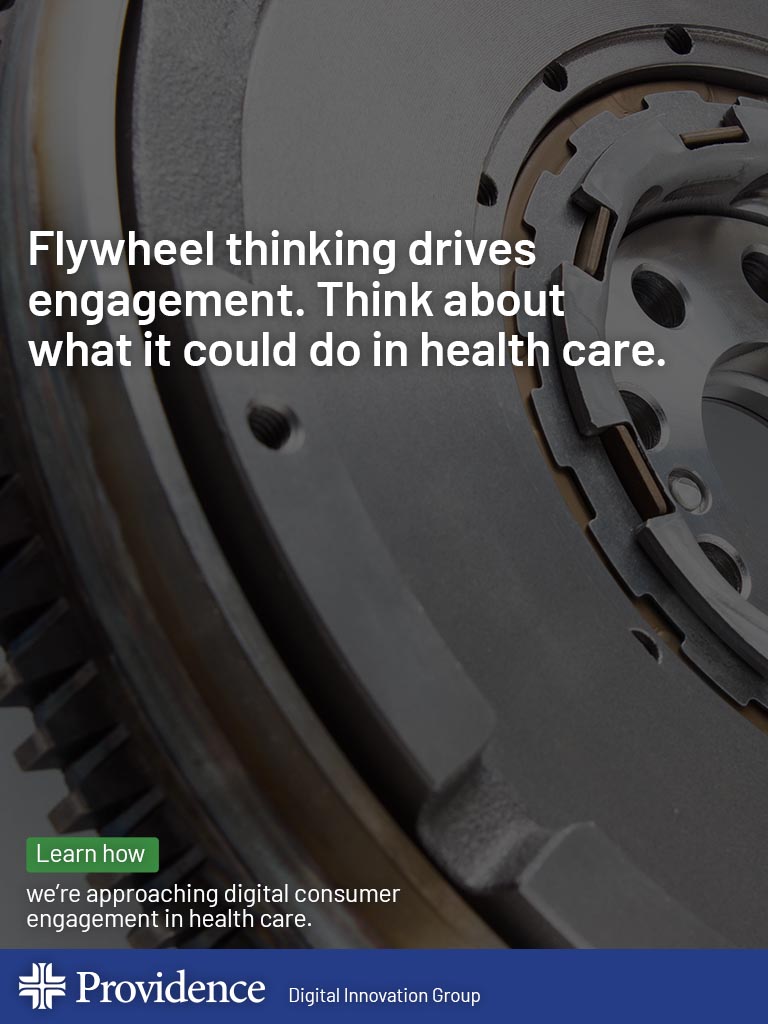 Flywheel thinking drives
engagement. Think about
what it could do in health care.
Learn how
we’re approaching digital consumer
engagement in health care.
Providence
Digital Innovation Group